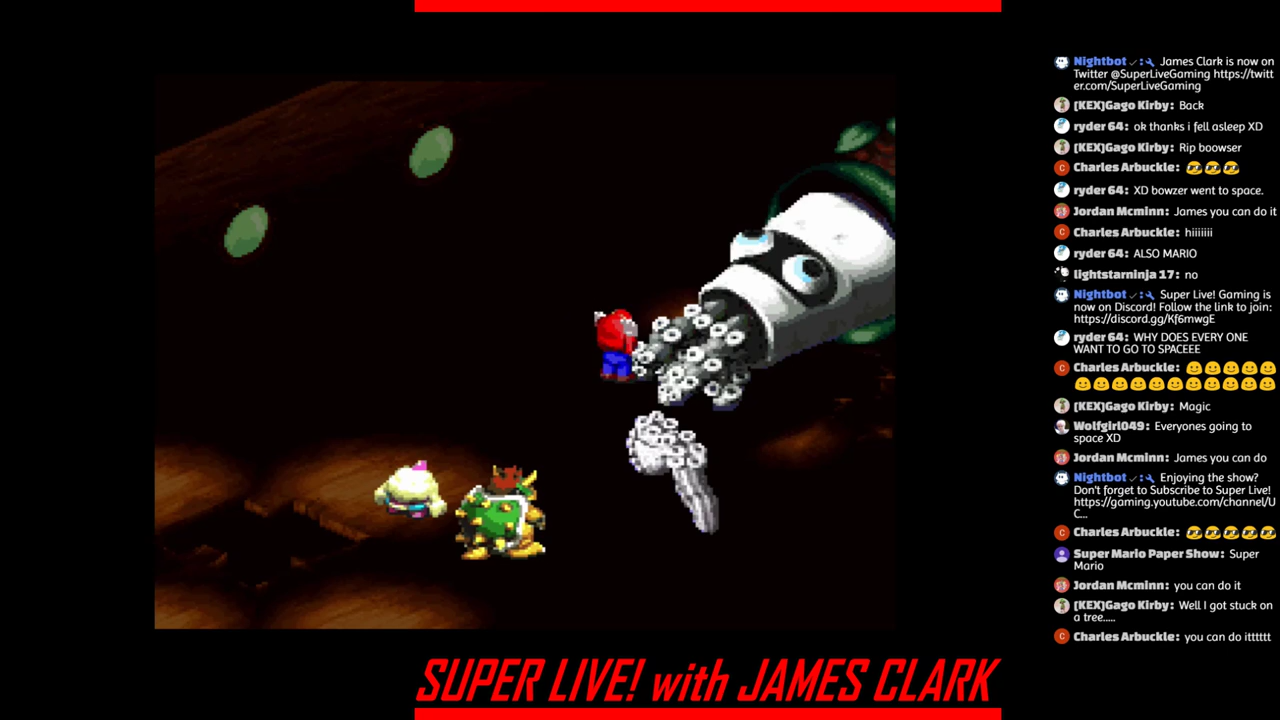 Nightbot: James Clark is now on
Twitter @SuperLiveGaming https://twitt
er.com/SuperLiveGaming
[KEX]Gago Kirby: Back
ryder 64: ok thanks i fell asleep XD
[KEX]Gago Kirby: Rip boowser
C Charles Arbuckle: 😎😎😎
ryder 64: XD bowzer went to space.
Jordan Mcminn: James you can do it
C Charles Arbuckle: hiiiiiii
ryder 64: ALSO MARIO
lightstarninja 17: no
Nightbot: Super Live! Gaming is
now on Discord! Follow the link to join:
https://discord.gg/Kf6mwgE
ryder 64: WHY DOES EVERY ONE
WANT TO GO TO SPACEEE
C Charles Arbuckle: 🙂🙂🙂🙂🙂
🙂🙂🙂🙂🙂🙂🙂🙂🙂🙂🙂
[KEX]Gago Kirby: Magic
Wolfgirl049: Everyones going to
space XD
Jordan Mcminn: James you can do
Nightbot: Enjoying the show?
Don't forget to Subscribe to Super Live!
https://gaming.youtube.com/channel/U
C...
C Charles Arbuckle: 😎😎😎😎😎
Super Mario Paper Show: Super
Mario
Jordan Mcminn: you can do it
[KEX]Gago Kirby: Well I got stuck on
a tree.....
C Charles Arbuckle: you can do itttttt
SUPER LIVE! with JAMES CLARK